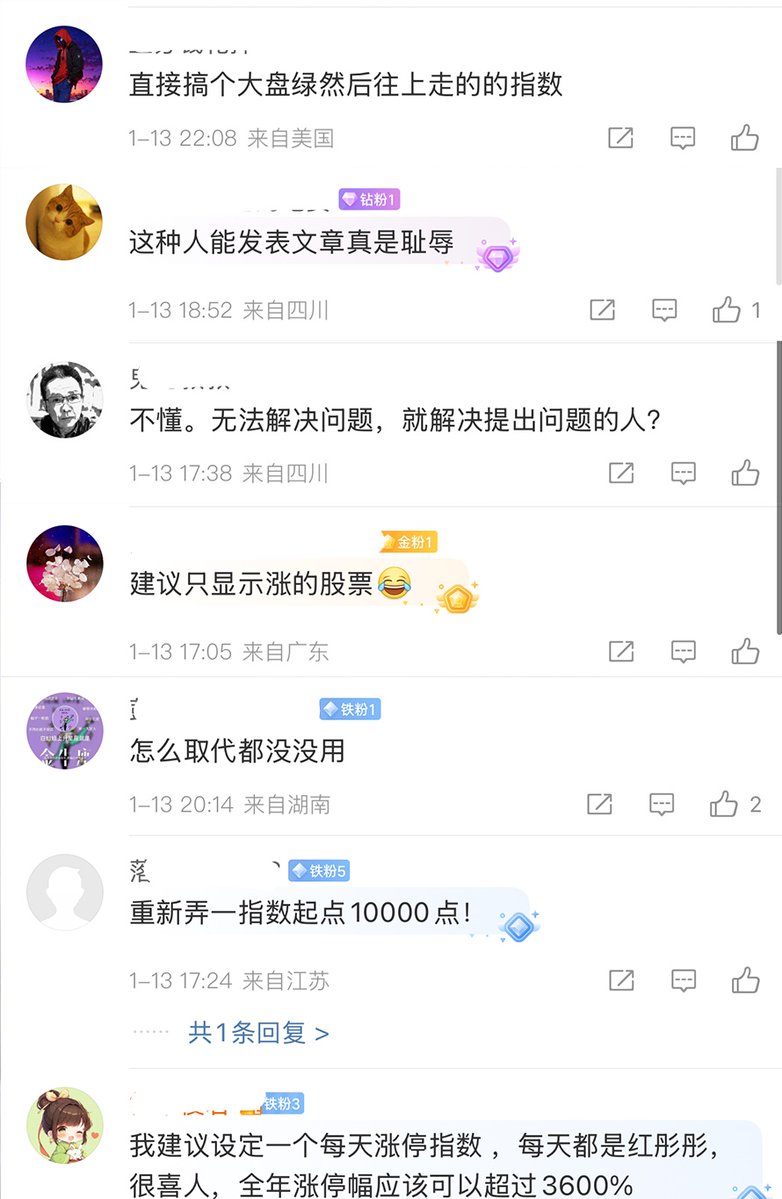 直接搞个大盘绿然后往上走的的指数
1-13 22:08 来自美国
钻粉1
这种人能发表文章真是耻辱
1-13 18:52 来自四川
1
不懂。无法解决问题，就解决提出问题的人？
1-13 17:38 来自四川
金粉1
建议只显示涨的股票😂
1-13 17:05 来自广东
铁粉1
怎么取代都没没用
1-13 20:14 来自湖南
2
落
铁粉5
重新弄一指数起点10000点！
1-13 17:24 来自江苏
······ 共1条回复 >
铁粉3
我建议设定一个每天涨停指数，每天都是红彤彤，
很喜人，全年涨停幅应该可以超过3600%